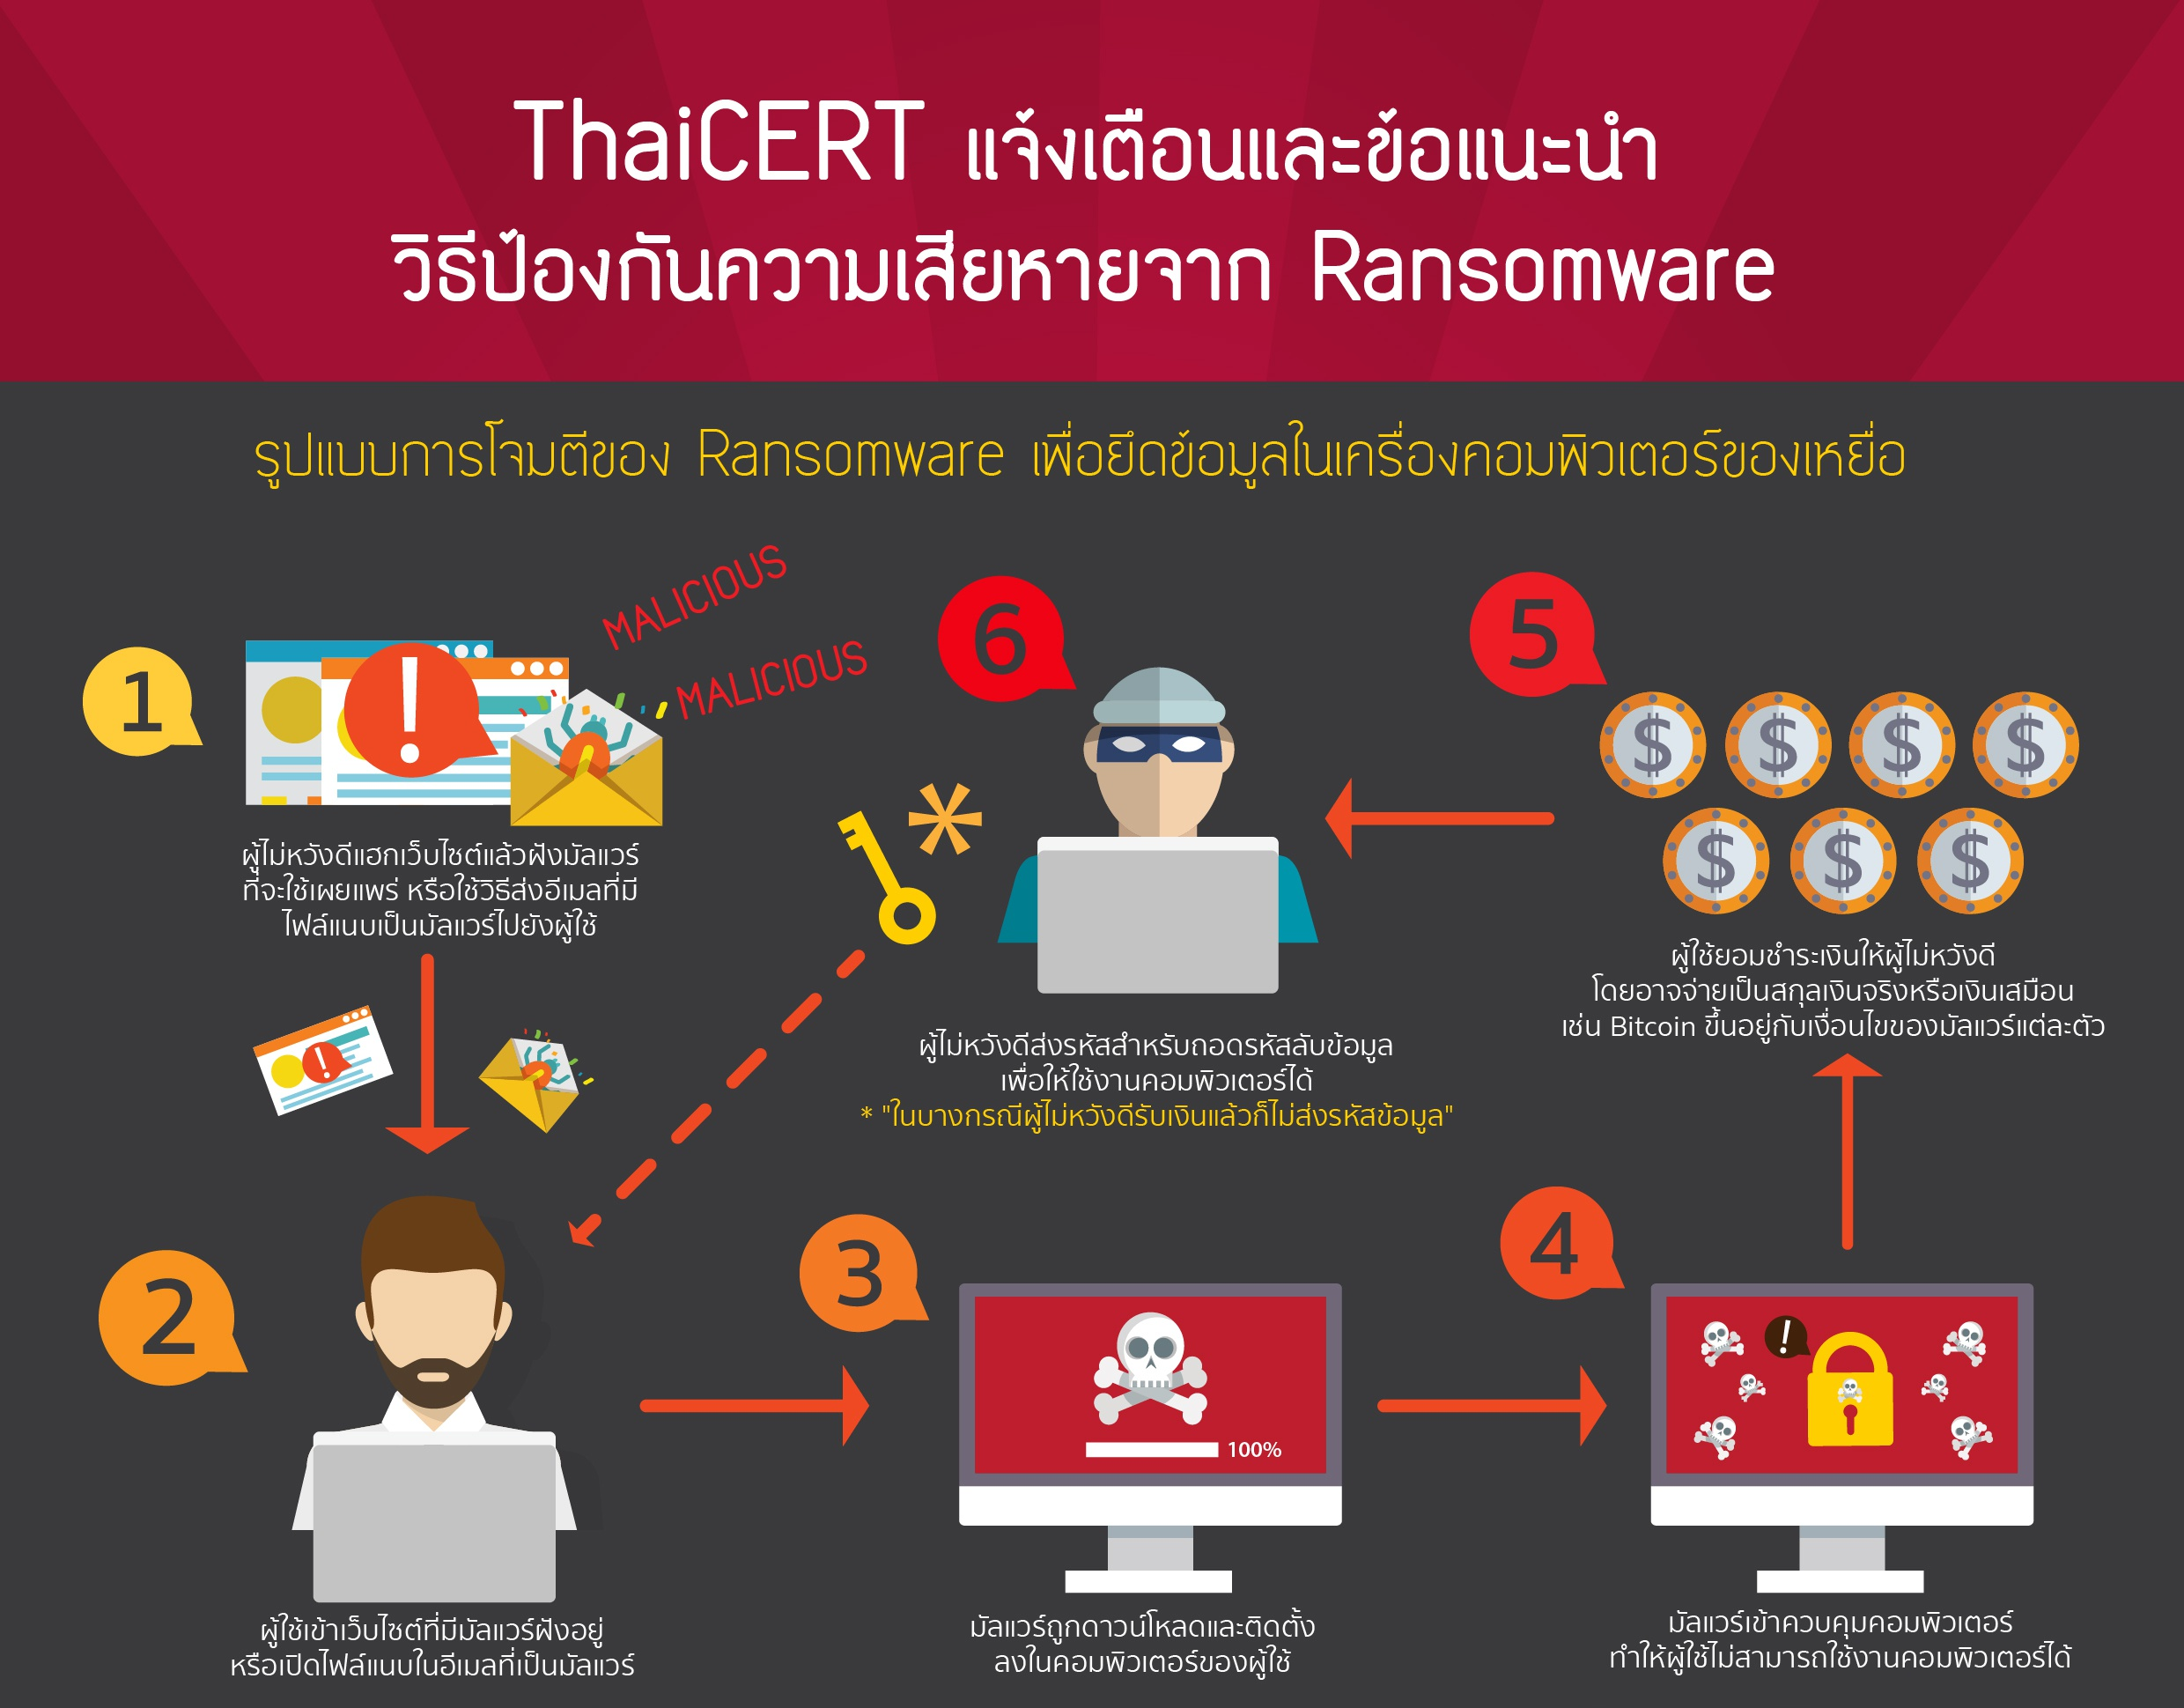 ThaiCERT แจ้งเตือนและข้อแนะนำ
วิธีป้องกันความเสียหายจาก Ransomware
รูปแบบการโจมตีของ Ransomware เพื่อยึดข้อมูลในเครื่องคอมพิวเตอร์ของเหยื่อ
1
MALICIOUS
MALICIOUS
ผู้ไม่หวังดีแฮกเว็บไซต์แล้วฝังมัลแวร์
ที่จะใช้เผยแพร่ หรือใช้วิธีส่งอีเมลที่มี
ไฟล์แนบเป็นมัลแวร์ไปยังผู้ใช้
2
ผู้ใช้เข้าเว็บไซต์ที่มีมัลแวร์ฝังอยู่
หรือเปิดไฟล์แนบในอีเมลที่เป็นมัลแวร์
3
100%
มัลแวร์ถูกดาวน์โหลดและติดตั้ง
ลงในคอมพิวเตอร์ของผู้ใช้
4
มัลแวร์เข้าควบคุมคอมพิวเตอร์
ทำให้ผู้ใช้ไม่สามารถใช้งานคอมพิวเตอร์ได้
5
$ $ $ $
$ $ $
ผู้ใช้ยอมชำระเงินให้ผู้ไม่หวังดี
โดยอาจจ่ายเป็นสกุลเงินจริงหรือเงินเสมือน
เช่น Bitcoin ขึ้นอยู่กับเงื่อนไขของมัลแวร์แต่ละตัว
6
*
ผู้ไม่หวังดีส่งรหัสสำหรับถอดรหัสลับข้อมูล
เพื่อให้ใช้งานคอมพิวเตอร์ได้
* "ในบางกรณีผู้ไม่หวังดีรับเงินแล้วก็ไม่ส่งรหัสข้อมูล"